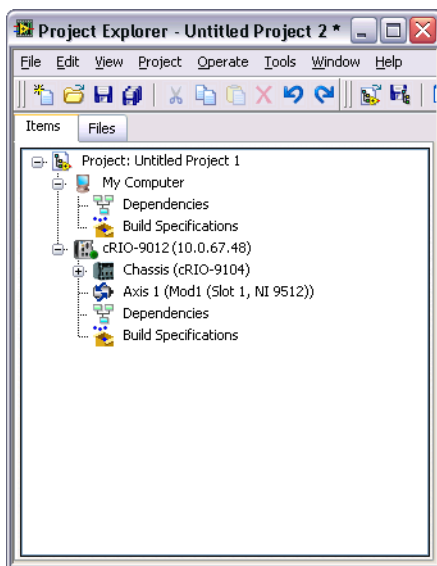 Project Explorer - Untitled Project 2 *
File Edit View Project Operate Tools Window Help
Items Files
Project: Untitled Project 1
My Computer
Dependencies
Build Specifications
cRIO-9012 (10.0.67.48)
Chassis (cRIO-9104)
Axis 1 (Mod1 (Slot 1, NI 9512))
Dependencies
Build Specifications